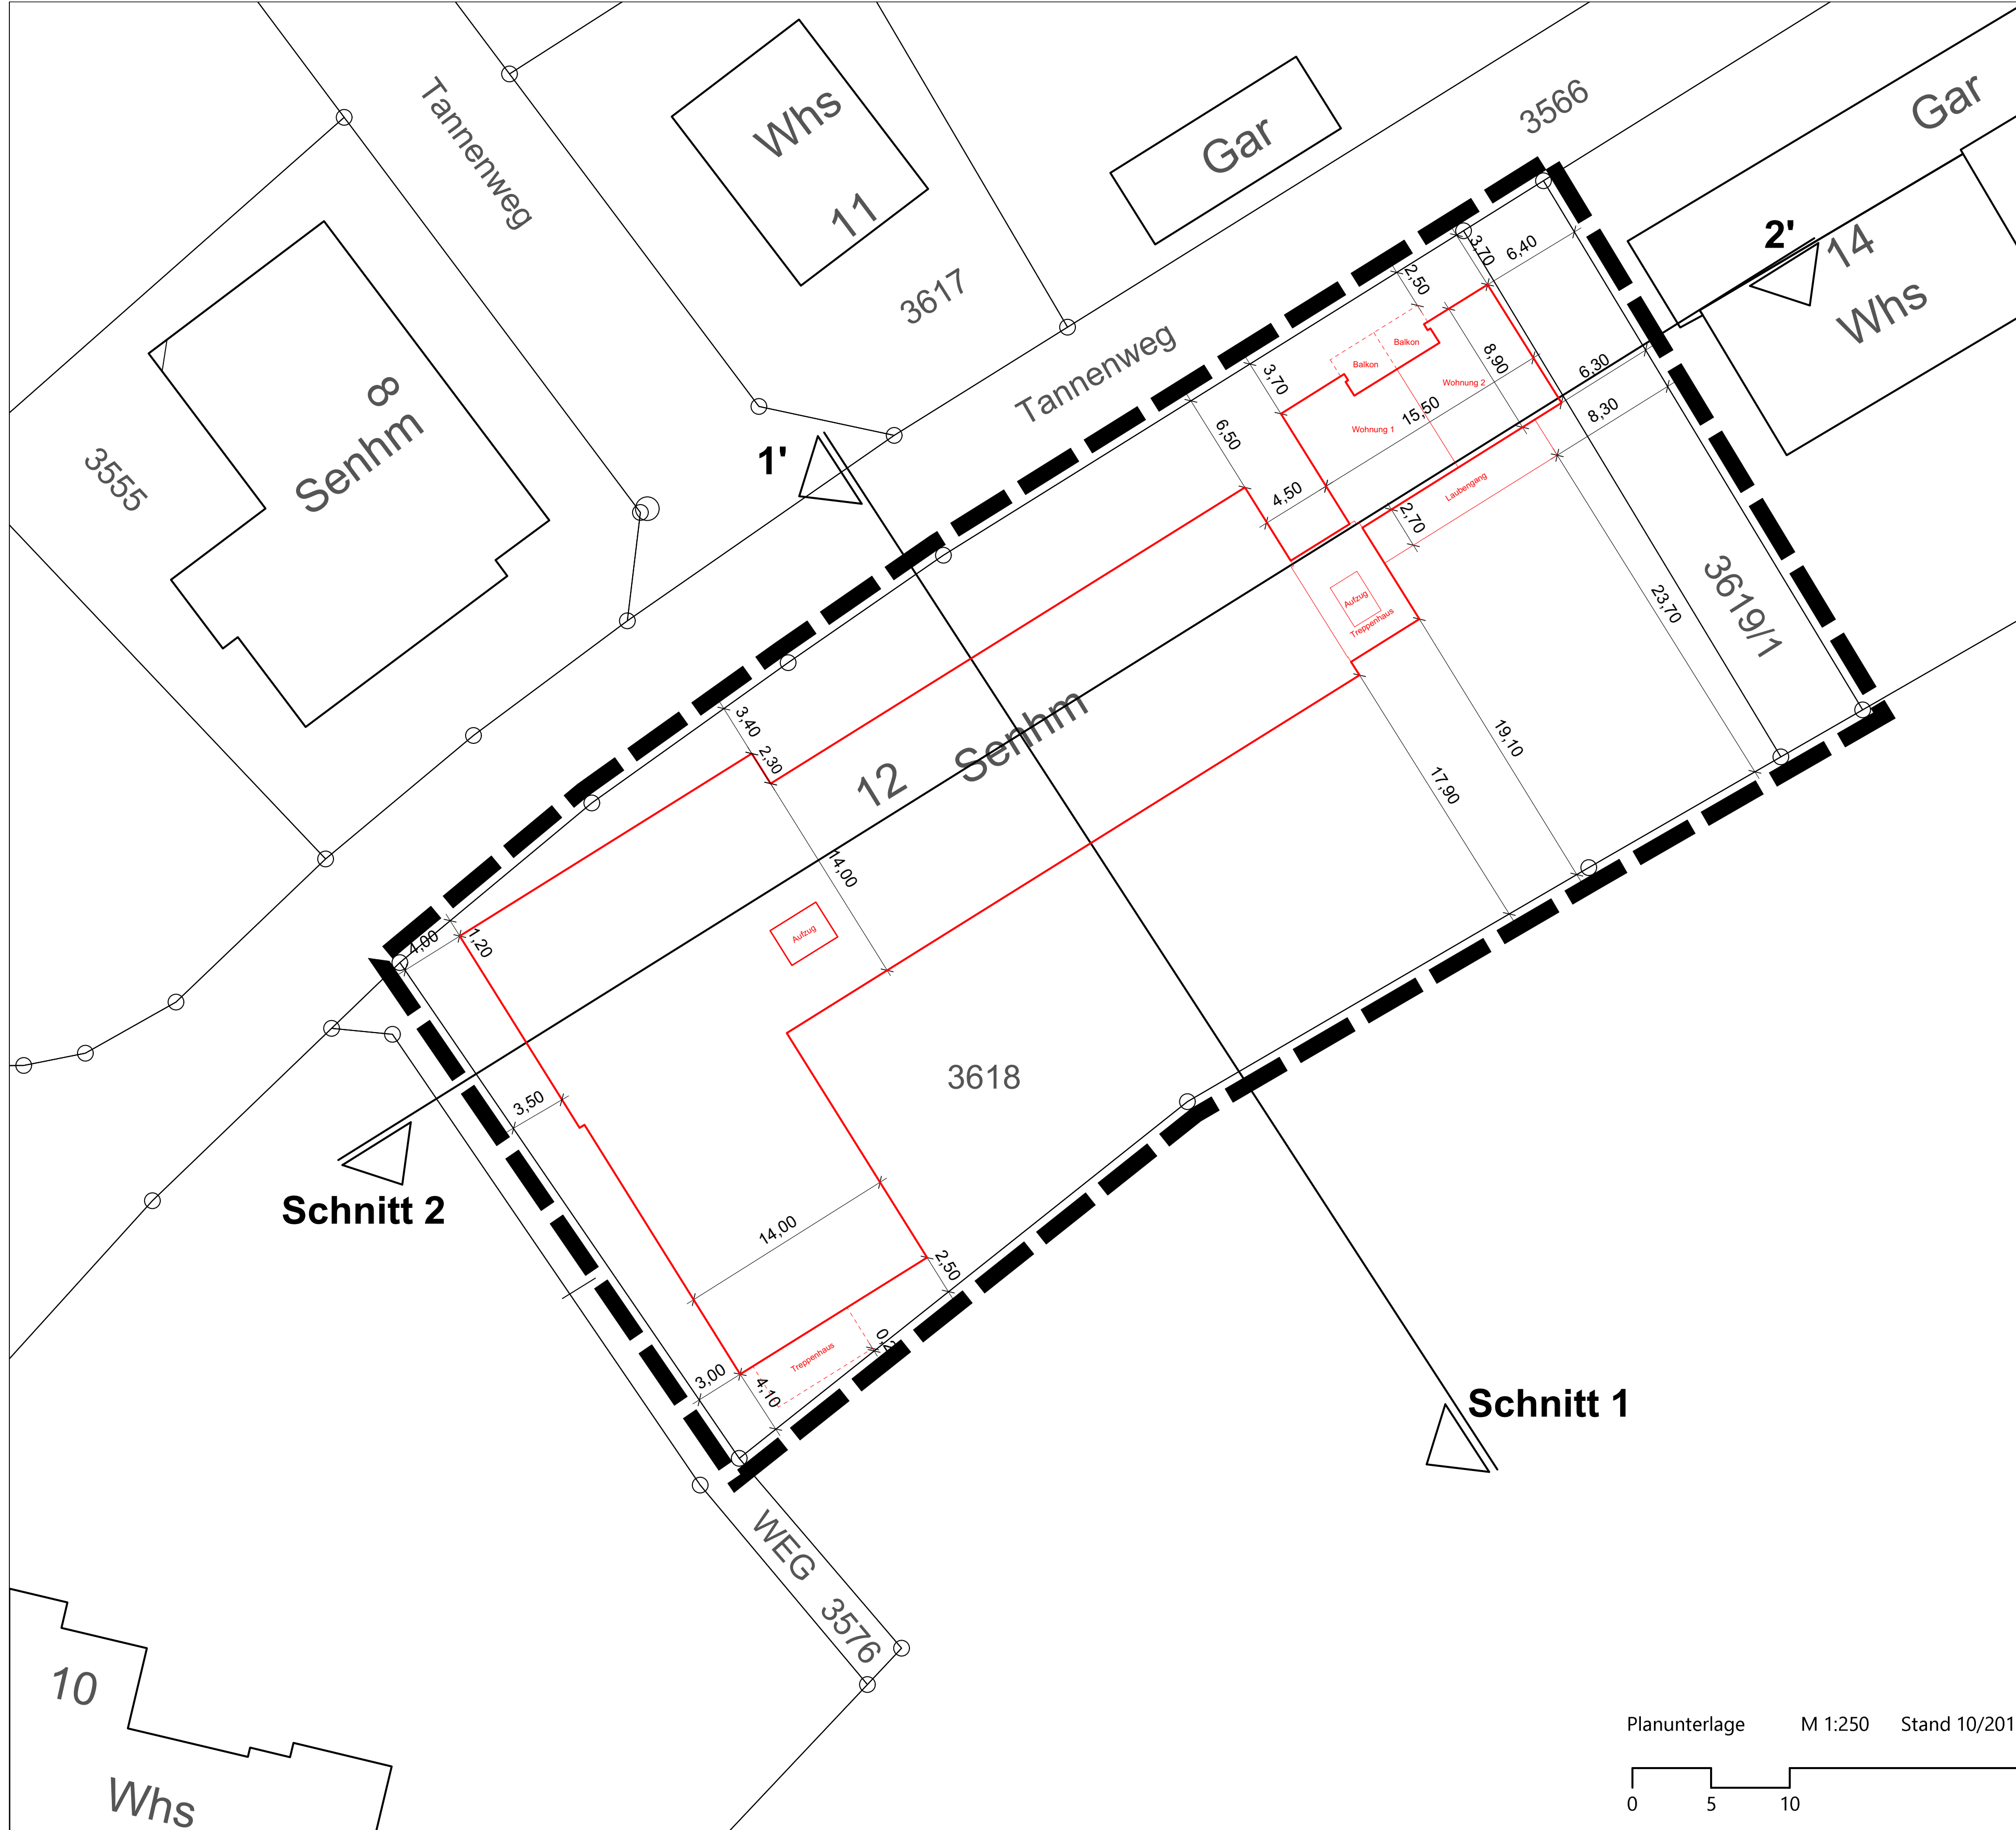 Tannenweg
Whs
11
Gar
3566
Gar
2'
14
Whs
8
Senhm
3555
3617
Tannenweg
1'
3,70
6,40
2,50
Balkon
Balkon
3,70
8,90
Wohnung 2
6,30
15,50
8,30
Wohnung 1
6,50
4,50
Laubengang
2,70
Aufzug
Treppenhaus
23,70
3619/1
3,40
2,30
12
Senhm
19,10
17,90
14,00
Aufzug
4,00
1,20
3618
3,50
Schnitt 2
14,00
2,50
Treppenhaus
3,00
4,10
Schnitt 1
WEG
3576
10
Whs
Planunterlage M 1:250 Stand 10/201
0 5 10